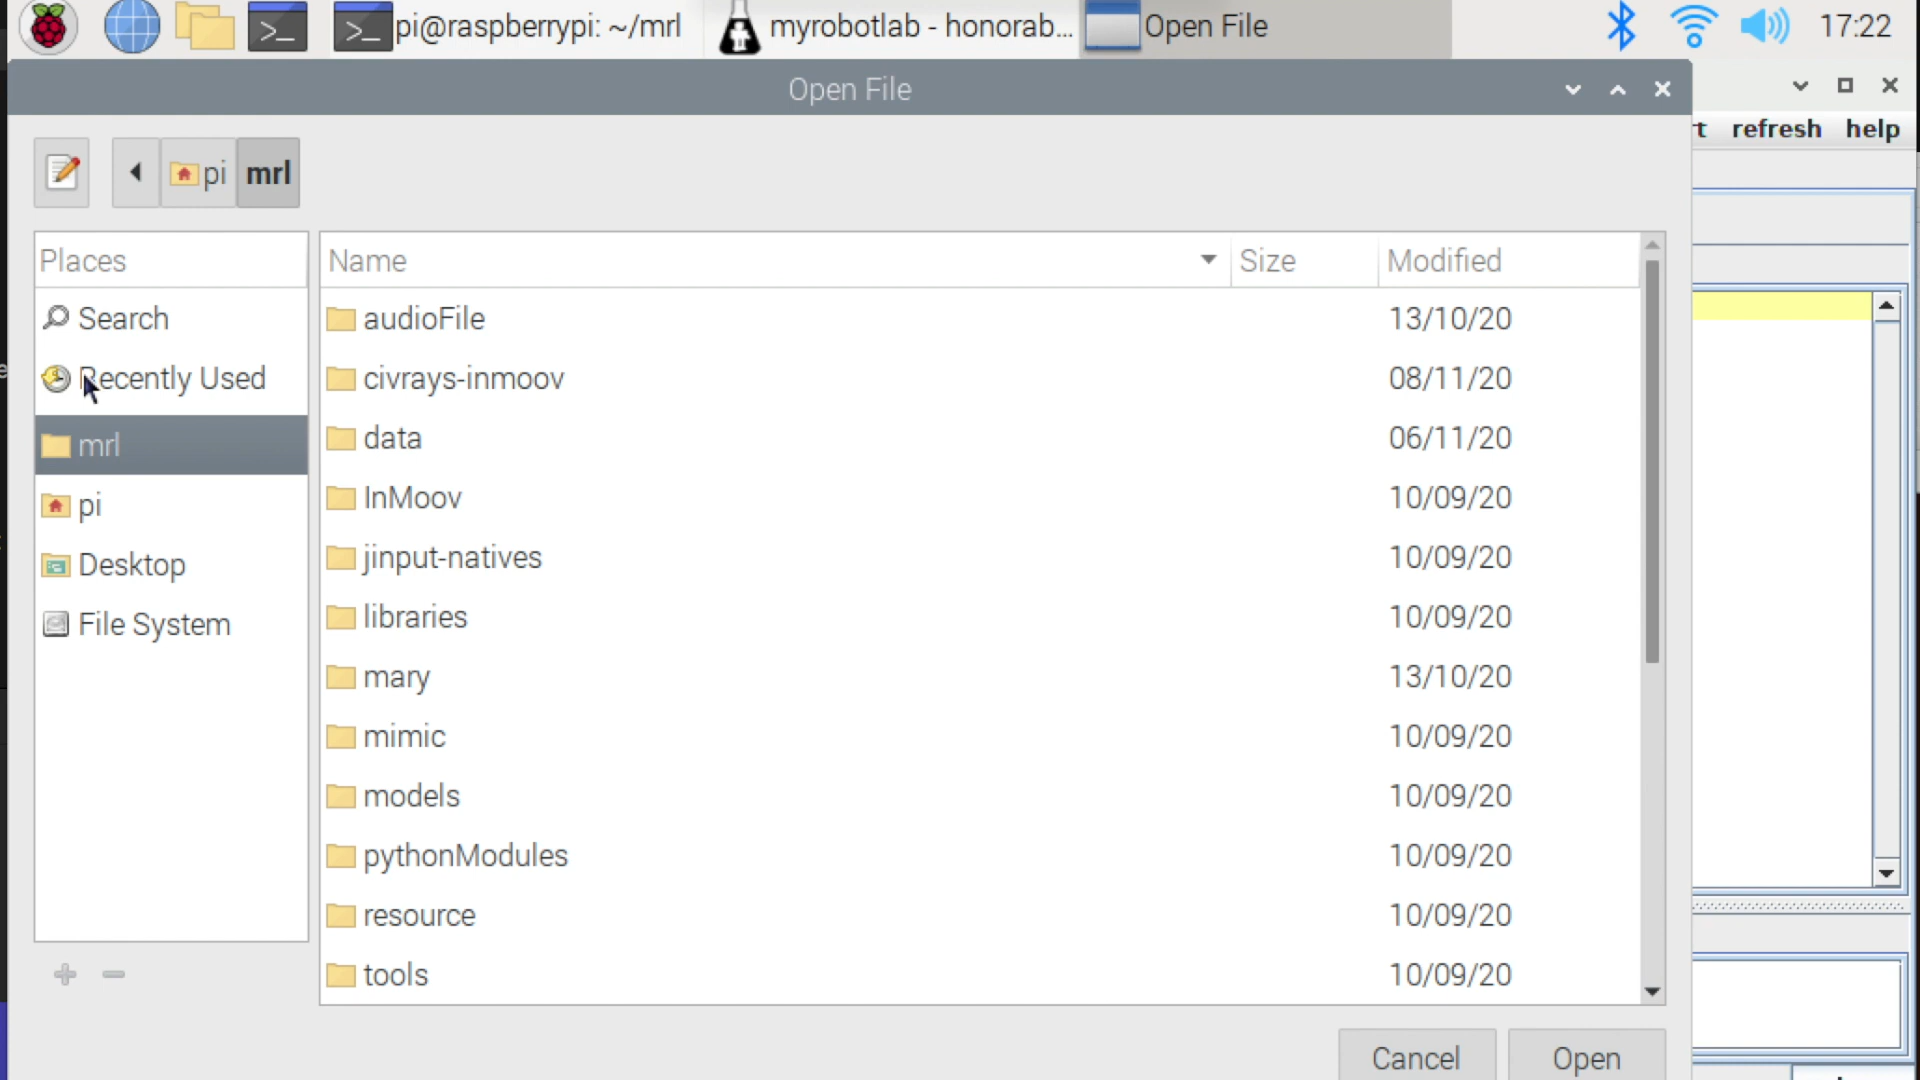 pi@raspberrypi: ~/mrl
myrobotlab - honorab...
Open File
17:22
Open File
refresh help
pi mrl
Places
Name Size Modified
Search
Recently Used
mrl
pi
Desktop
File System
audioFile 13/10/20
civrays-inmoov 08/11/20
data 06/11/20
InMoov 10/09/20
jinput-natives 10/09/20
libraries 10/09/20
mary 13/10/20
mimic 10/09/20
models 10/09/20
pythonModules 10/09/20
resource 10/09/20
tools 10/09/20
Cancel Open